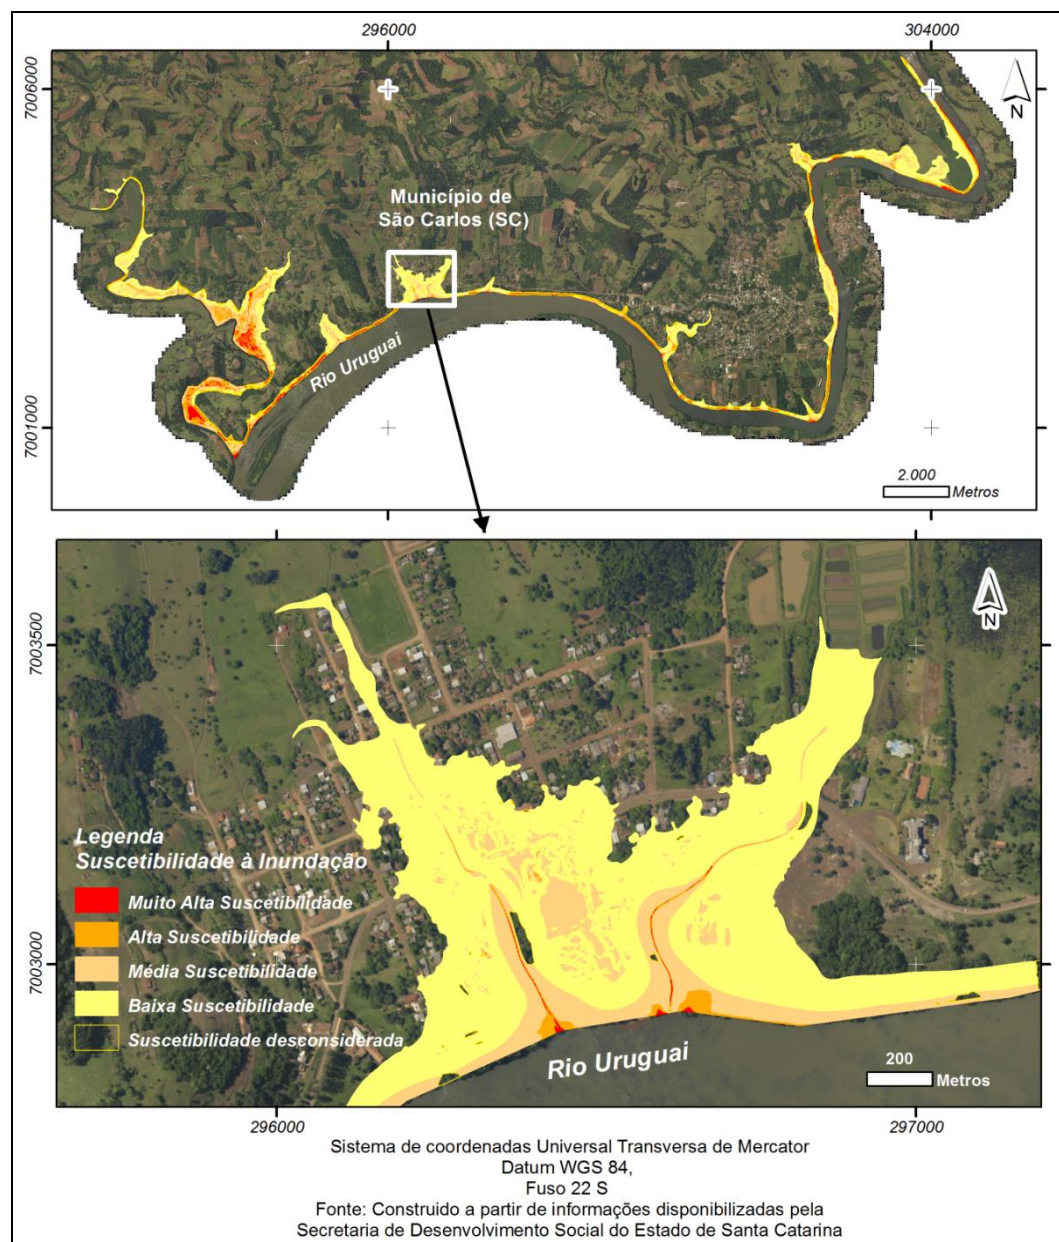 296000
304000
7006000
N
Município de
São Carlos (SC)
Rio Uruguai
7001000
2.000
Metros
7003500
N
Legenda
Suscetibilidade à Inundação
Muito Alta Suscetibilidade
Alta Suscetibilidade
Média Suscetibilidade
Baixa Suscetibilidade
Suscetibilidade desconsiderada
7003000
Rio Uruguai
200
Metros
296000
297000
Sistema de coordenadas Universal Transversa de Mercator
Datum WGS 84,
Fuso 22 S
Fonte: Construido a partir de informações disponibilizadas pela
Secretaria de Desenvolvimento Social do Estado de Santa Catarina